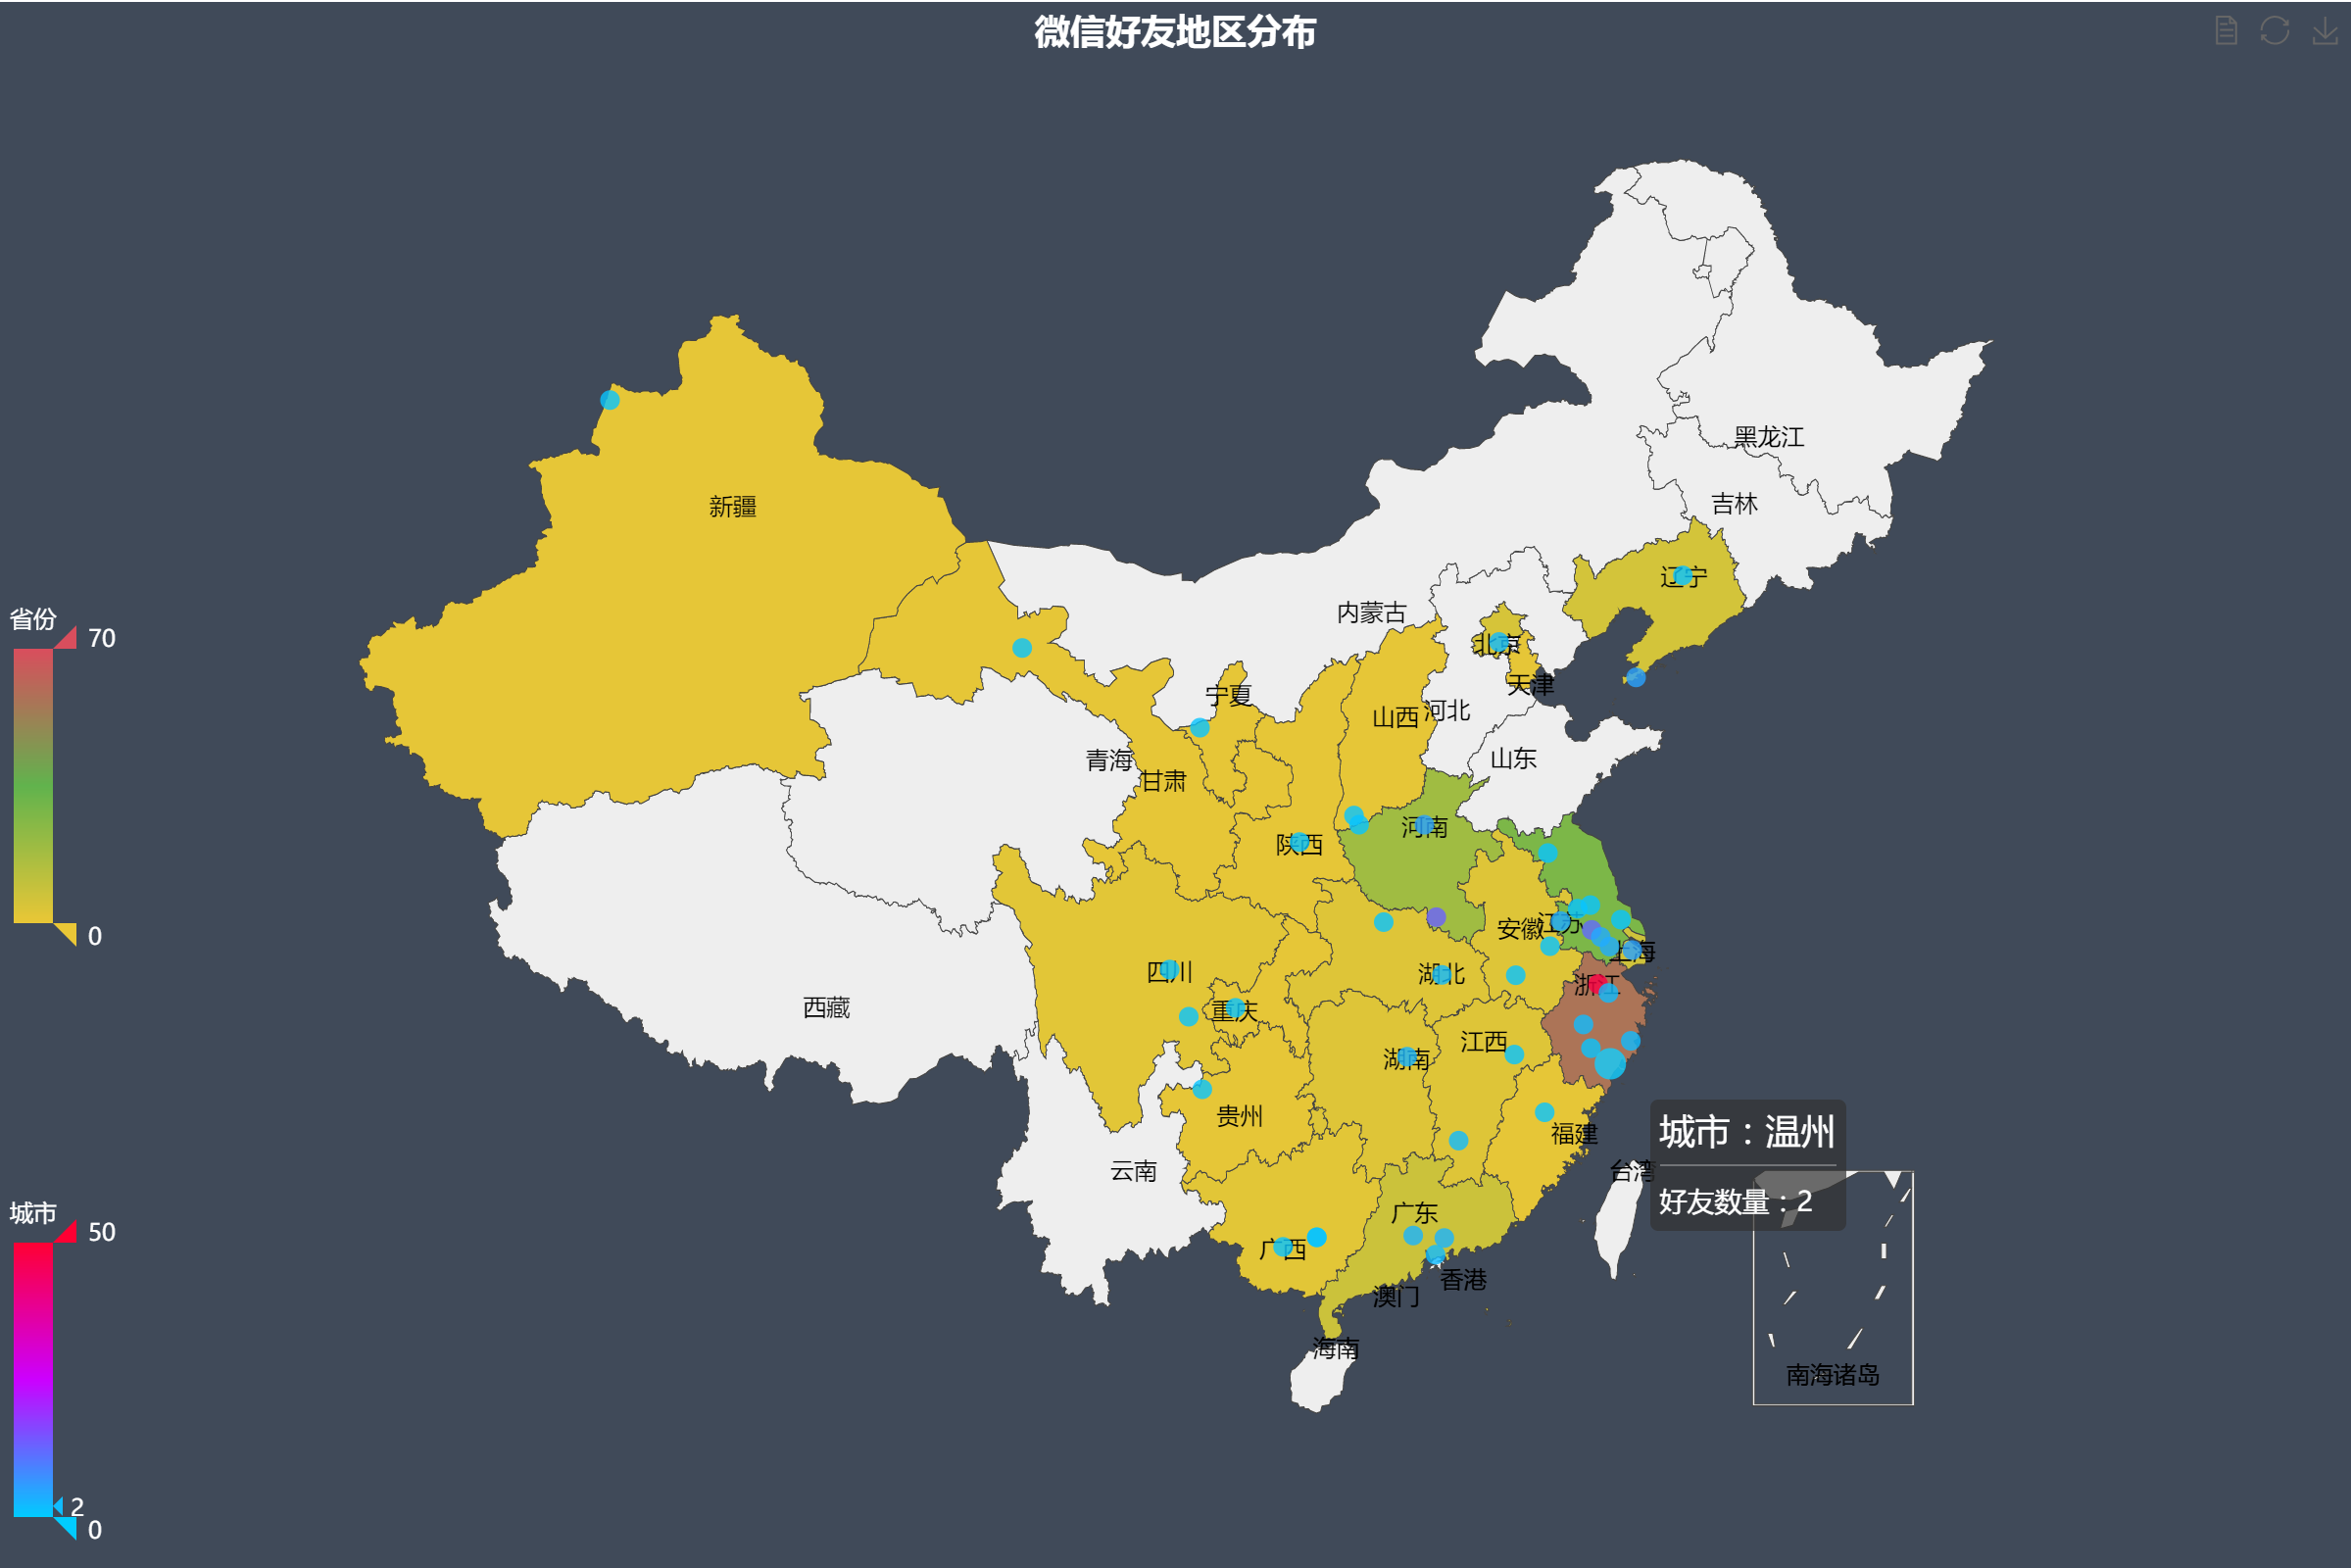 微信好友地区分布
黑龙江
吉林
新疆
辽宁
内蒙古
省份
70
北京
天津
宁夏
河北
山西
山东
青海
甘肃
河南
陕西
0
安徽
江苏
上海
四川
湖北
浙江
西藏
重庆
江西
湖南
贵州
福建
城市：温州
云南
台湾
好友数量：2
城市
50
广东
广西
香港
澳门
海南
南海诸岛
2
0